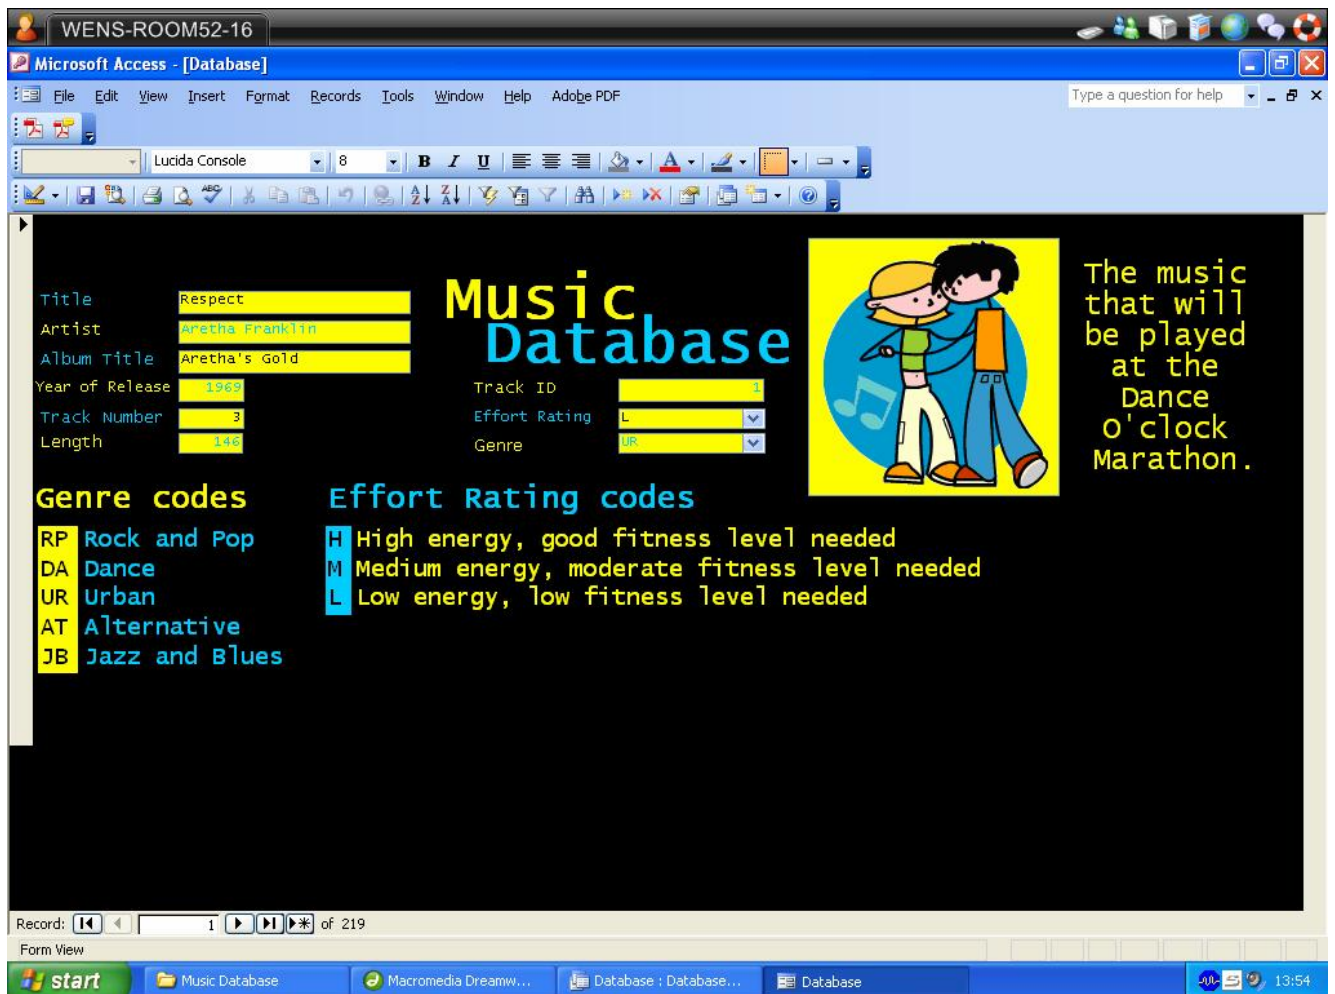 WENS-ROOM52-16
Microsoft Access - [Database]
File Edit View Insert Format Records Tools Window Help Adobe PDF
Type a question for help
Lucida Console 8 B I U
Title Respect
Artist Aretha Franklin
Album Title Aretha's Gold
Year of Release 1969
Track Number 3
Length 146
Music
Database
Track ID 1
Effort Rating L
Genre UR
The music
that will
be played
at the
Dance
O'clock
Marathon.
Genre codes
RP Rock and Pop
DA Dance
UR Urban
AT Alternative
JB Jazz and Blues
Effort Rating codes
H High energy, good fitness level needed
M Medium energy, moderate fitness level needed
L Low energy, low fitness level needed
Record: 1 of 219
Form View
start Music Database Macromedia Dreamw... Database : Database... Database 13:54